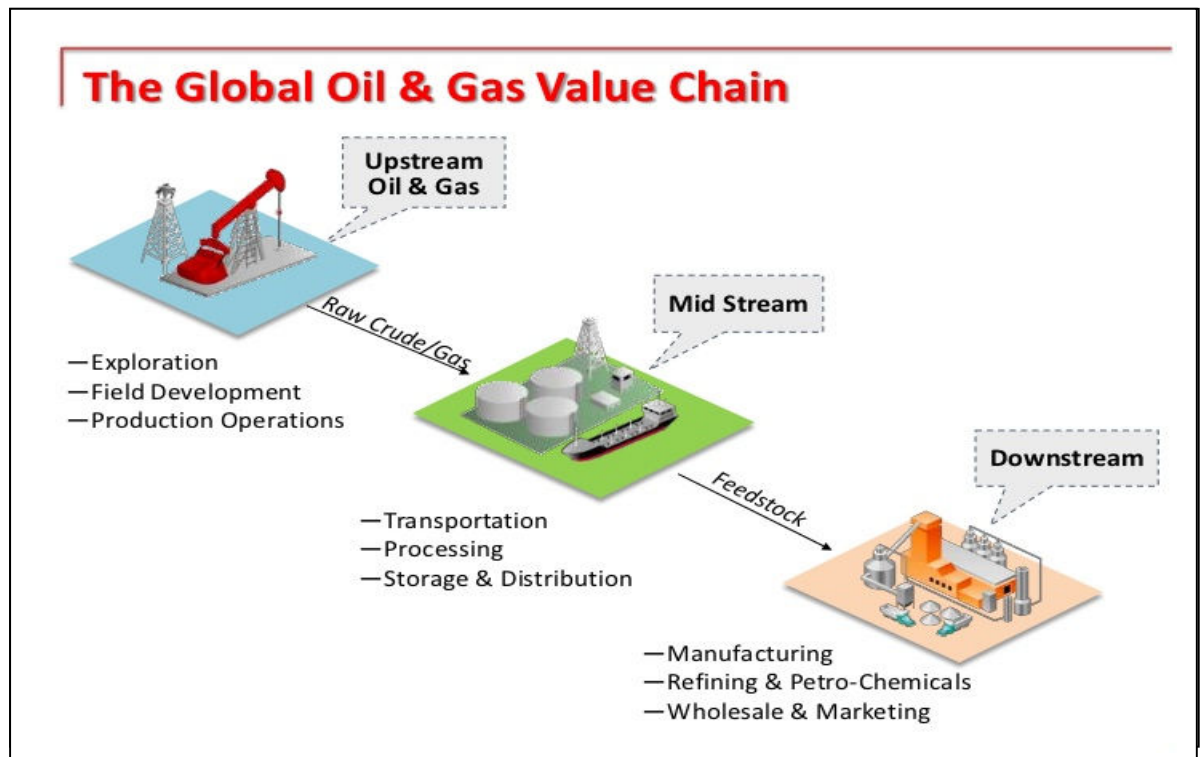 The Global Oil & Gas Value Chain
Upstream
Oil & Gas
Raw Crude/Gas
Mid Stream
—Exploration
—Field Development
—Production Operations
Feedstock
Downstream
—Transportation
—Processing
—Storage & Distribution
—Manufacturing
—Refining & Petro-Chemicals
—Wholesale & Marketing